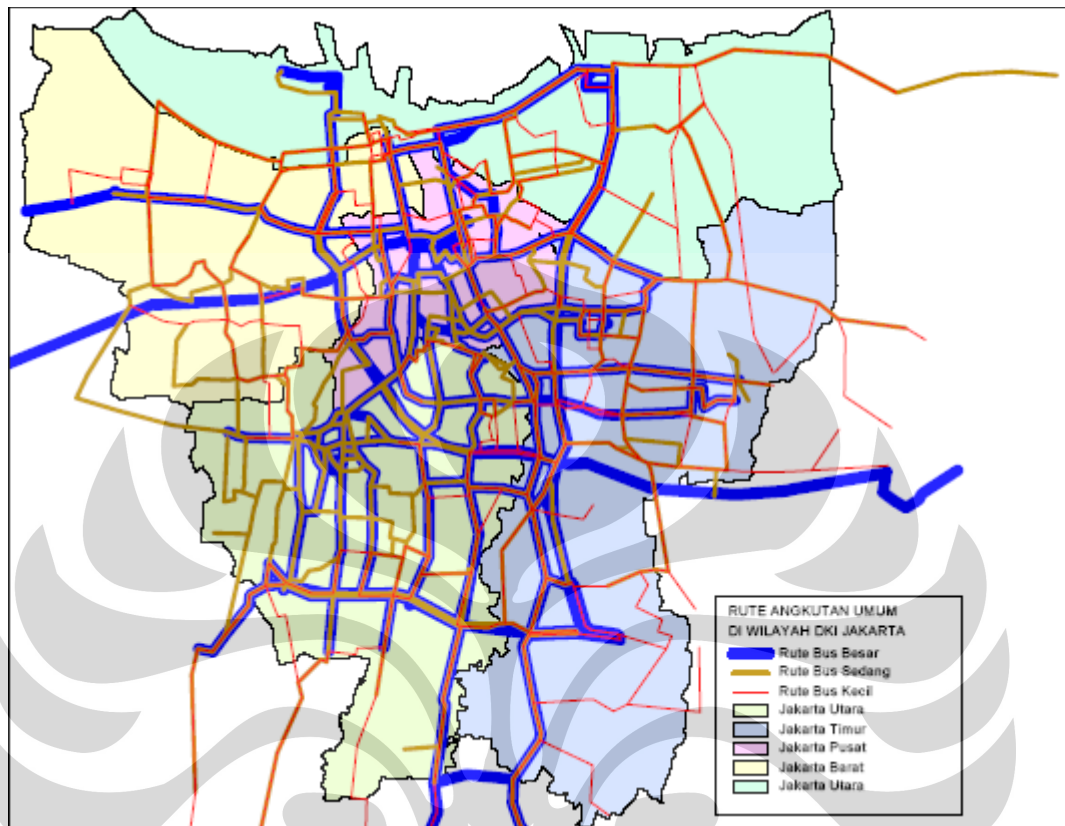 RUTE ANGKUTAN UMUM
DI WILAYAH DKI JAKARTA
Rute Bus Besar
Rute Bus Sedang
Rute Bus Kecil
Jakarta Utara
Jakarta Timur
Jakarta Pusat
Jakarta Barat
Jakarta Utara